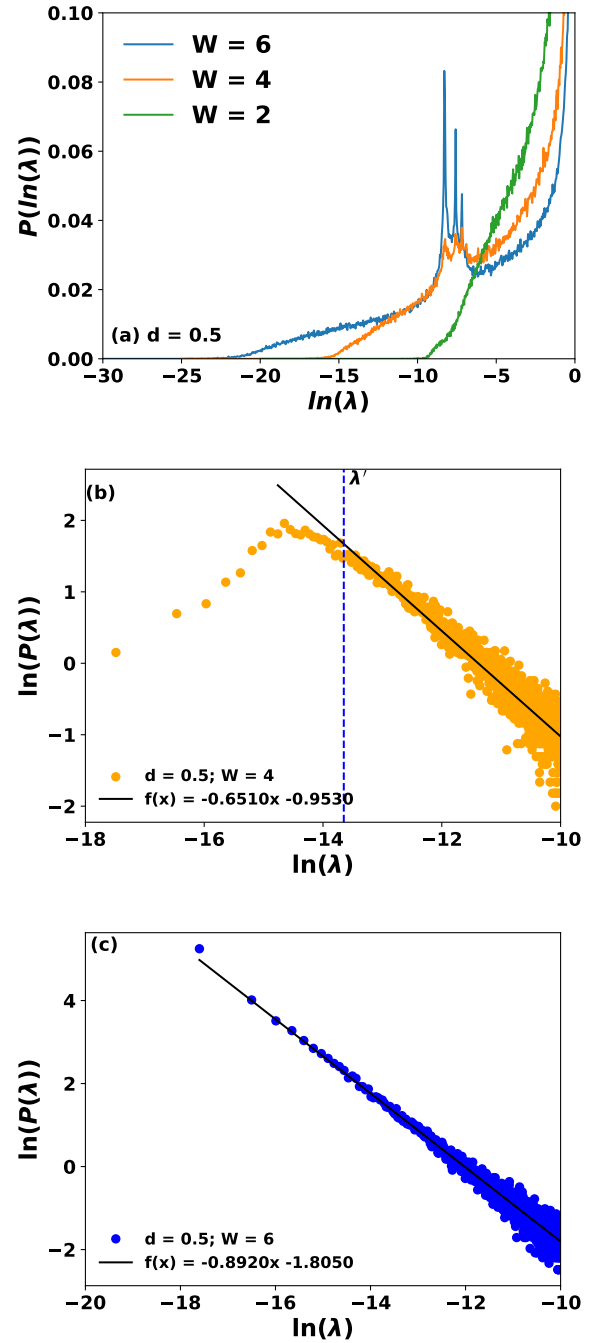 0.10
0.08
0.06
0.04
0.02
0.00
P(ln(λ))
W = 6
W = 4
W = 2
(a) d = 0.5
−30 −25 −20 −15 −10 −5 0
ln(λ)
(b)
λ′
2
1
0
−1
−2
ln(P(λ))
d = 0.5; W = 4
f(x) = -0.6510x -0.9530
−18 −16 −14 −12 −10
ln(λ)
(c)
4
2
0
−2
ln(P(λ))
d = 0.5; W = 6
f(x) = -0.8920x -1.8050
−20 −18 −16 −14 −12 −10
ln(λ)